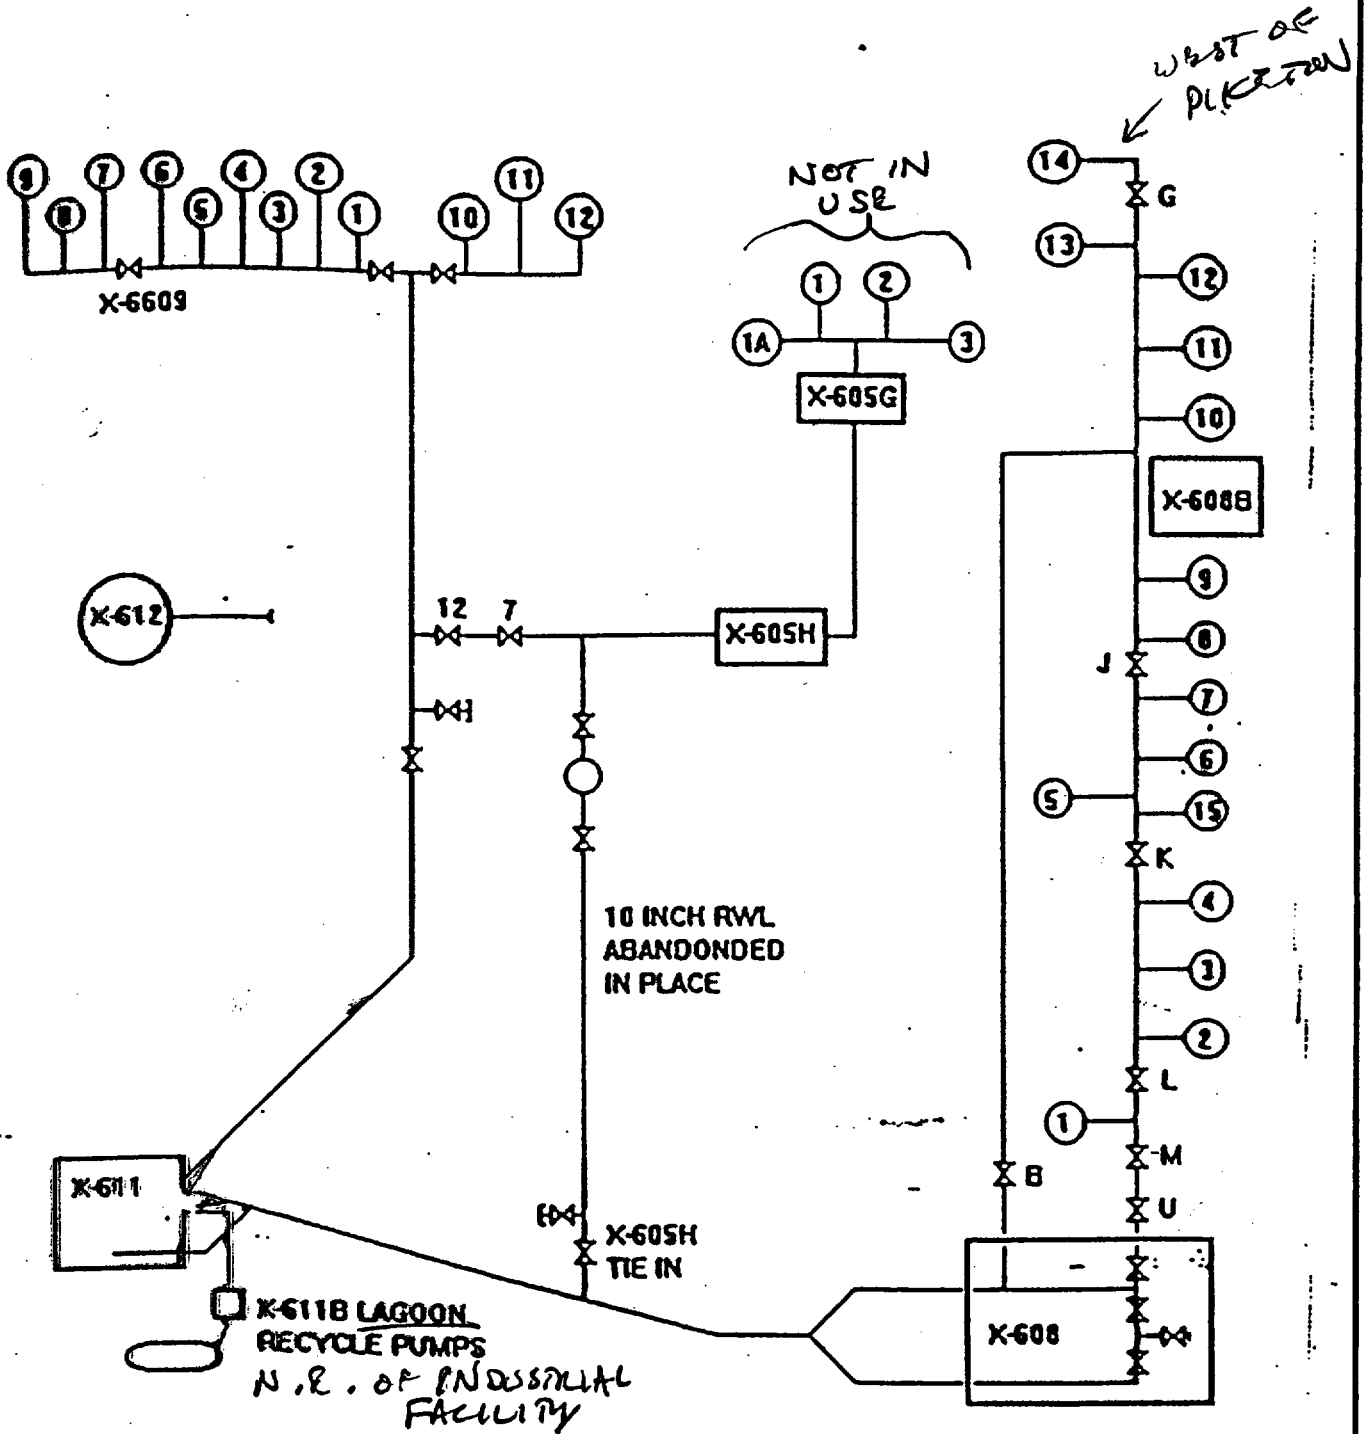 WEST OF
PIKETON
14
G
9
7
6
4
2
11
8
5
3
1
10
12
X-6609
NOT IN
USE
13
12
1
2
1A
3
11
X-605G
10
X-608B
9
X-612
12
7
X-605H
8
J
7
6
5
15
K
10 INCH RWL
ABANDONDED
IN PLACE
4
3
2
L
1
M
X-611
B
U
X-605H
TIE IN
X-611B LAGOON
RECYCLE PUMPS
N.E. OF INDUSTRIAL
FACILITY
X-608